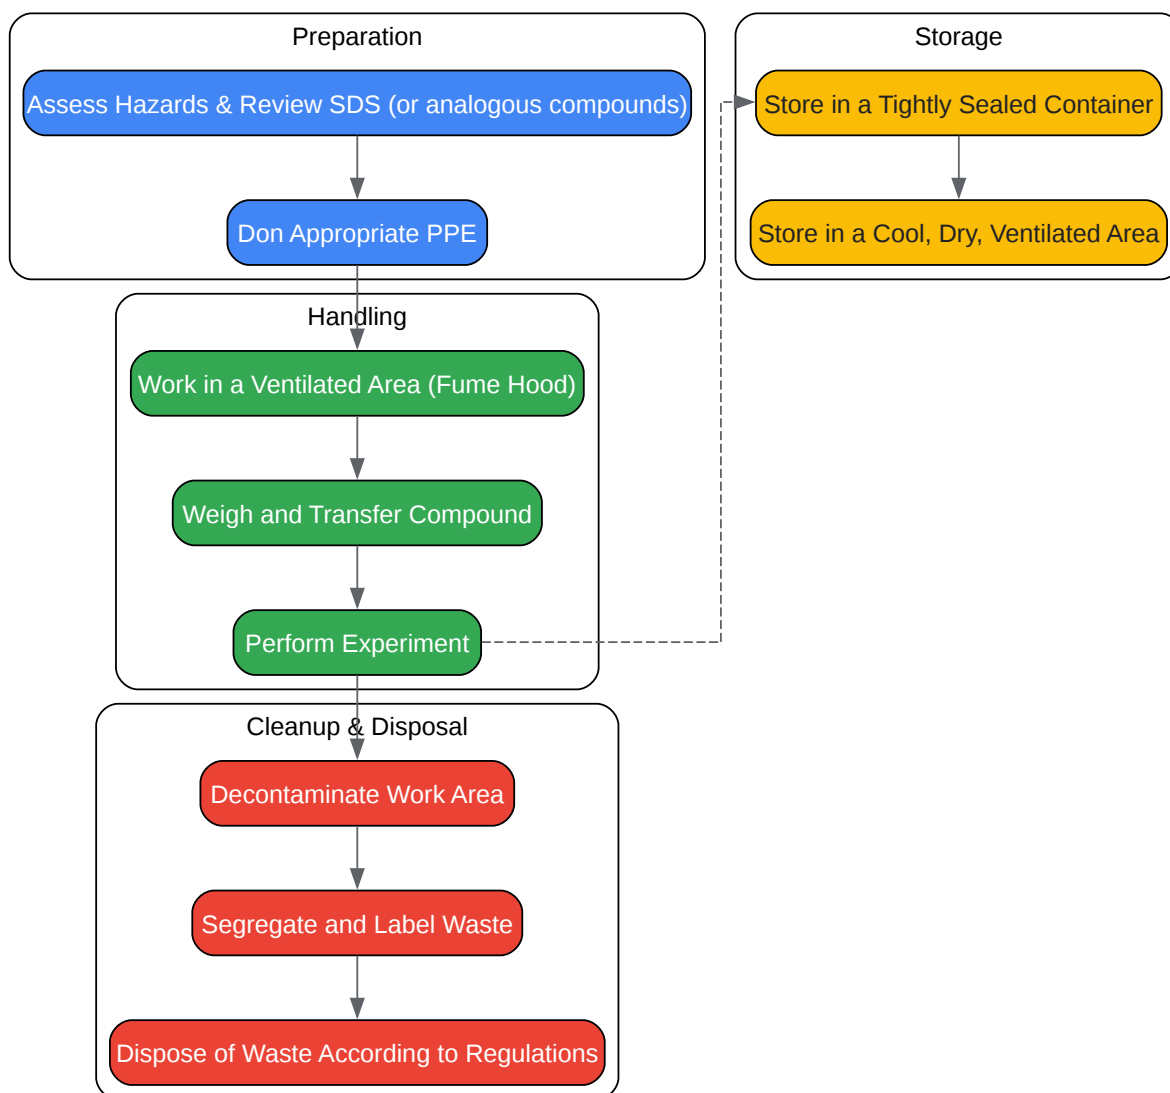 Preparation
Assess Hazards & Review SDS (or analogous compounds)
Don Appropriate PPE
Handling
Work in a Ventilated Area (Fume Hood)
Weigh and Transfer Compound
Perform Experiment
Cleanup & Disposal
Decontaminate Work Area
Segregate and Label Waste
Dispose of Waste According to Regulations
Storage
Store in a Tightly Sealed Container
Store in a Cool, Dry, Ventilated Area